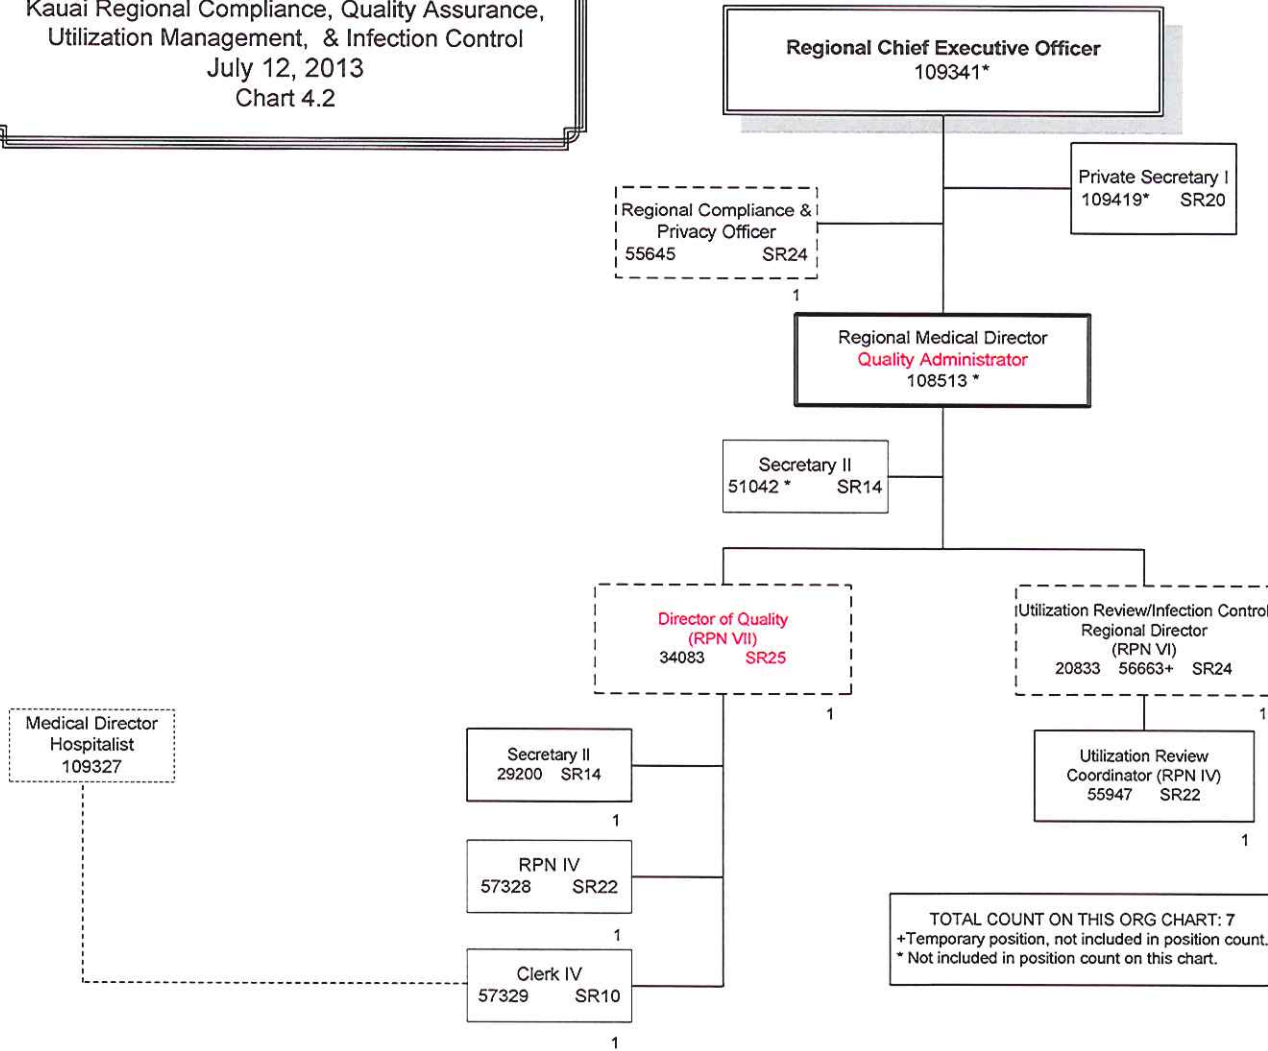 Kauai Regional Compliance, Quality Assurance,
Utilization Management, & Infection Control
July 12, 2013
Chart 4.2
Regional Chief Executive Officer
109341*
Private Secretary I
109419* SR20
Regional Compliance &
Privacy Officer
55645 SR24
1
Regional Medical Director
Quality Administrator
108513 *
Secretary II
51042 * SR14
Director of Quality
(RPN VII)
34083 SR25
1
Utilization Review/Infection Control
Regional Director
(RPN VI)
20833 56663+ SR24
1
Medical Director
Hospitalist
109327
Secretary II
29200 SR14
1
Utilization Review
Coordinator (RPN IV)
55947 SR22
1
RPN IV
57328 SR22
1
Clerk IV
57329 SR10
1
TOTAL COUNT ON THIS ORG CHART: 7
+Temporary position, not included in position count.
* Not included in position count on this chart.